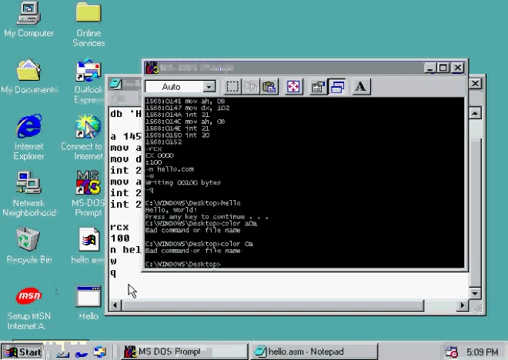 My Computer
Online
Services
My Documents
Outlook
Expre...
Internet
Explorer
Connect to
Internet
Network
Neighborhood
MS-DOS
Prompt
Recycle Bin
hello.asm
Setup MSN
Internet A...
Hello
db 'H
a 145
mov a
mov d
int 2
mov a
int 2
int 2
rcx
100
n hel
w
q
Auto
A
1568:0145 mov ah, 09
1568:0147 mov dx, 102
1568:014A int 21
1568:014C mov ah, 08
1568:014E int 21
1568:0150 int 20
1568:0152
-rcx
CX 0000
:100
-n hello.com
-w
Writing 00100 bytes
-q
C:\WINDOWS\Desktop>hello
Hello, World!
Press any key to continue . . .
C:\WINDOWS\Desktop>color a0a
Bad command or file name
C:\WINDOWS\Desktop>color 0a
Bad command or file name
C:\WINDOWS\Desktop>
Start
MS-DOS Prompt
hello.asm - Notepad
5:09 PM